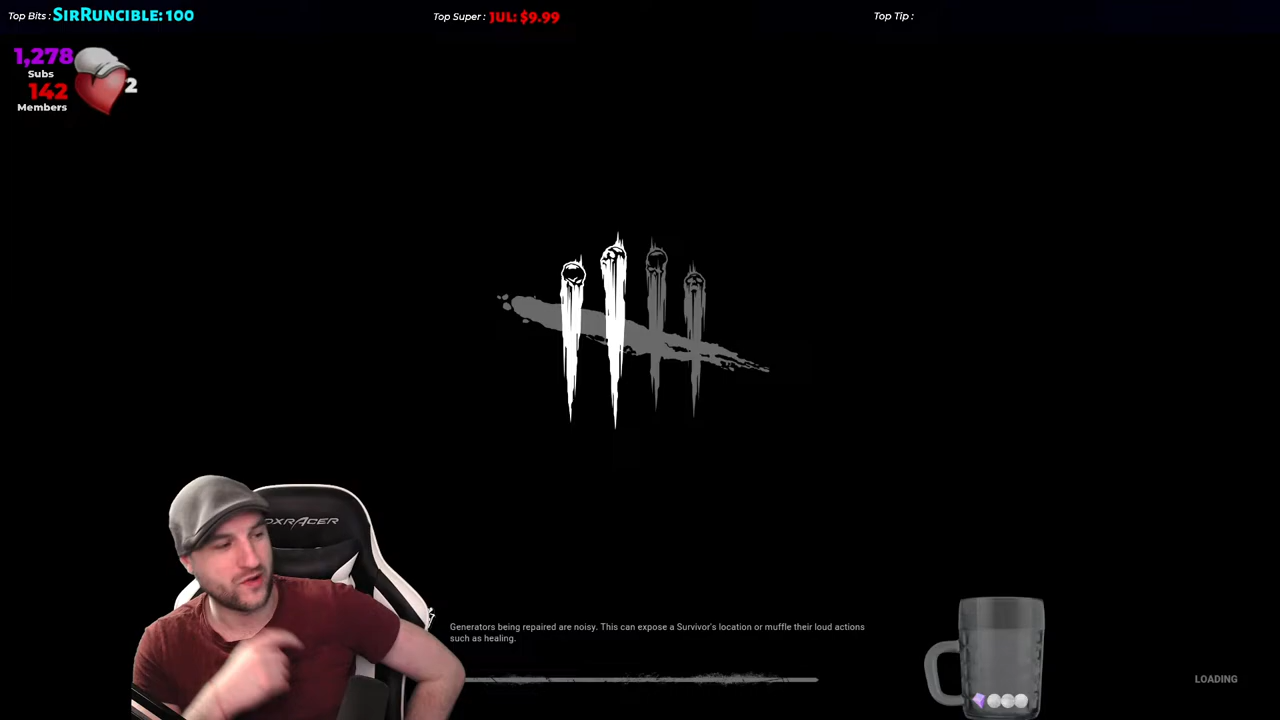 Top Bits : SirRuncible: 100
Top Super : JUL: $9.99
Top Tip :
1,278
Subs
142
Members
2
DXRACER
Generators being repaired are noisy. This can expose a Survivor's location or muffle their loud actions
such as healing.
LOADING